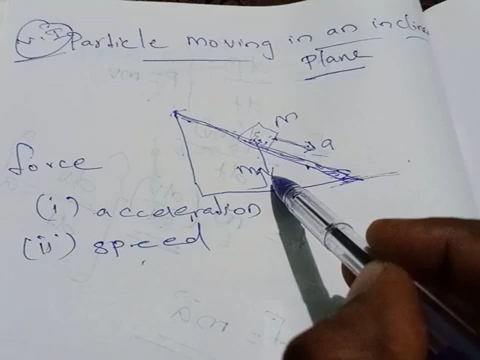 Particle moving in an incline
plane
m
a
mg
force
(i) acceleration
(ii) speed